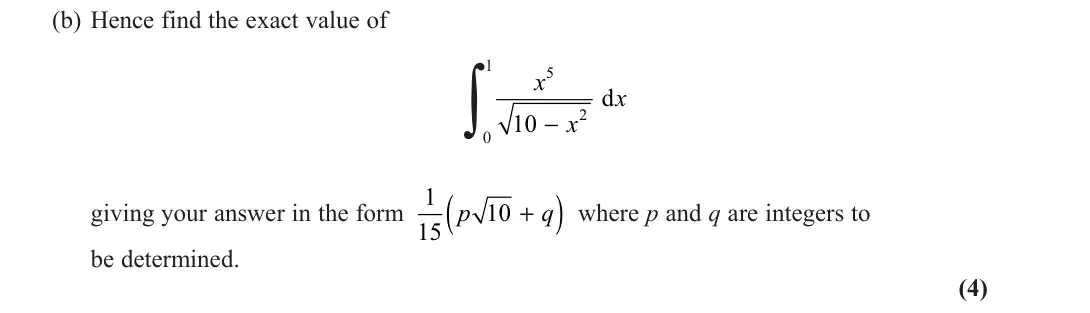 (b) Hence find the exact value of
∫₀¹ x⁵/√(10 − x²) dx
giving your answer in the form 1/15(p√10 + q) where p and q are integers to
be determined.
(4)